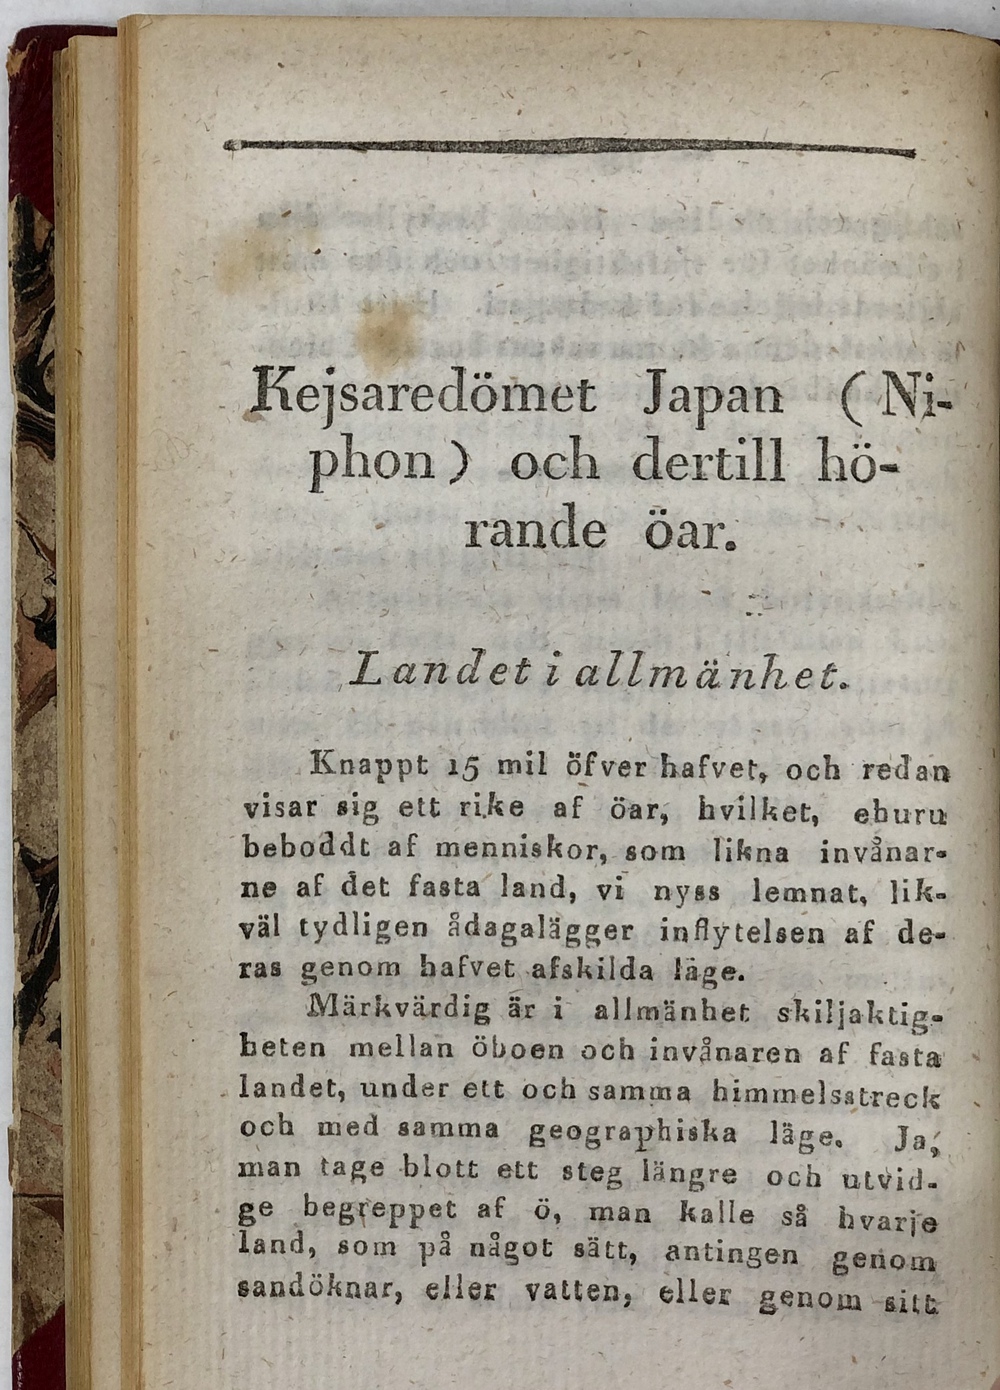 Kejsaredömet Japan (Ni-
phon) och dertill hö-
rande öar.
Landet i allmänhet.
Knappt 15 mil öfver hafvet, och redan
visar sig ett rike af öar, hvilket, ehuru
beboddt af menniskor, som likna invånar-
ne af det fasta land, vi nyss lemnat, lik-
väl tydligen ådagalägger inflytelsen af de-
ras genom hafvet afskilda läge.
Märkvärdig är i allmänhet skiljaktig-
heten mellan öboen och invånaren af fasta
landet, under ett och samma himmelsstreck
och med samma geographiska läge. Ja,
man tage blott ett steg längre och utvid-
ge begreppet af ö, man kalle så hvarje
land, som på något sätt, antingen genom
sandöknar, eller vatten, eller genom sitt